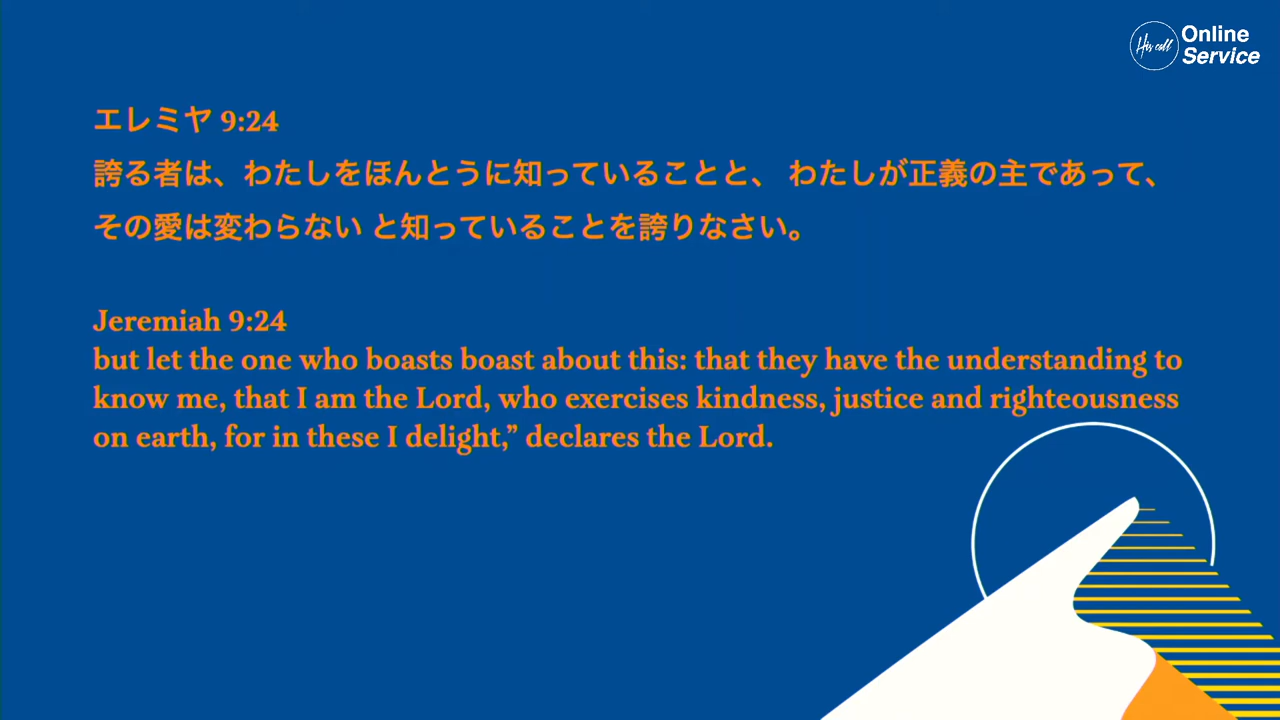 His call
Online
Service
エレミヤ 9:24
誇る者は、わたしをほんとうに知っていることと、 わたしが正義の主であって、
その愛は変わらない と知っていることを誇りなさい。
Jeremiah 9:24
but let the one who boasts boast about this: that they have the understanding to
know me, that I am the Lord, who exercises kindness, justice and righteousness
on earth, for in these I delight,” declares the Lord.